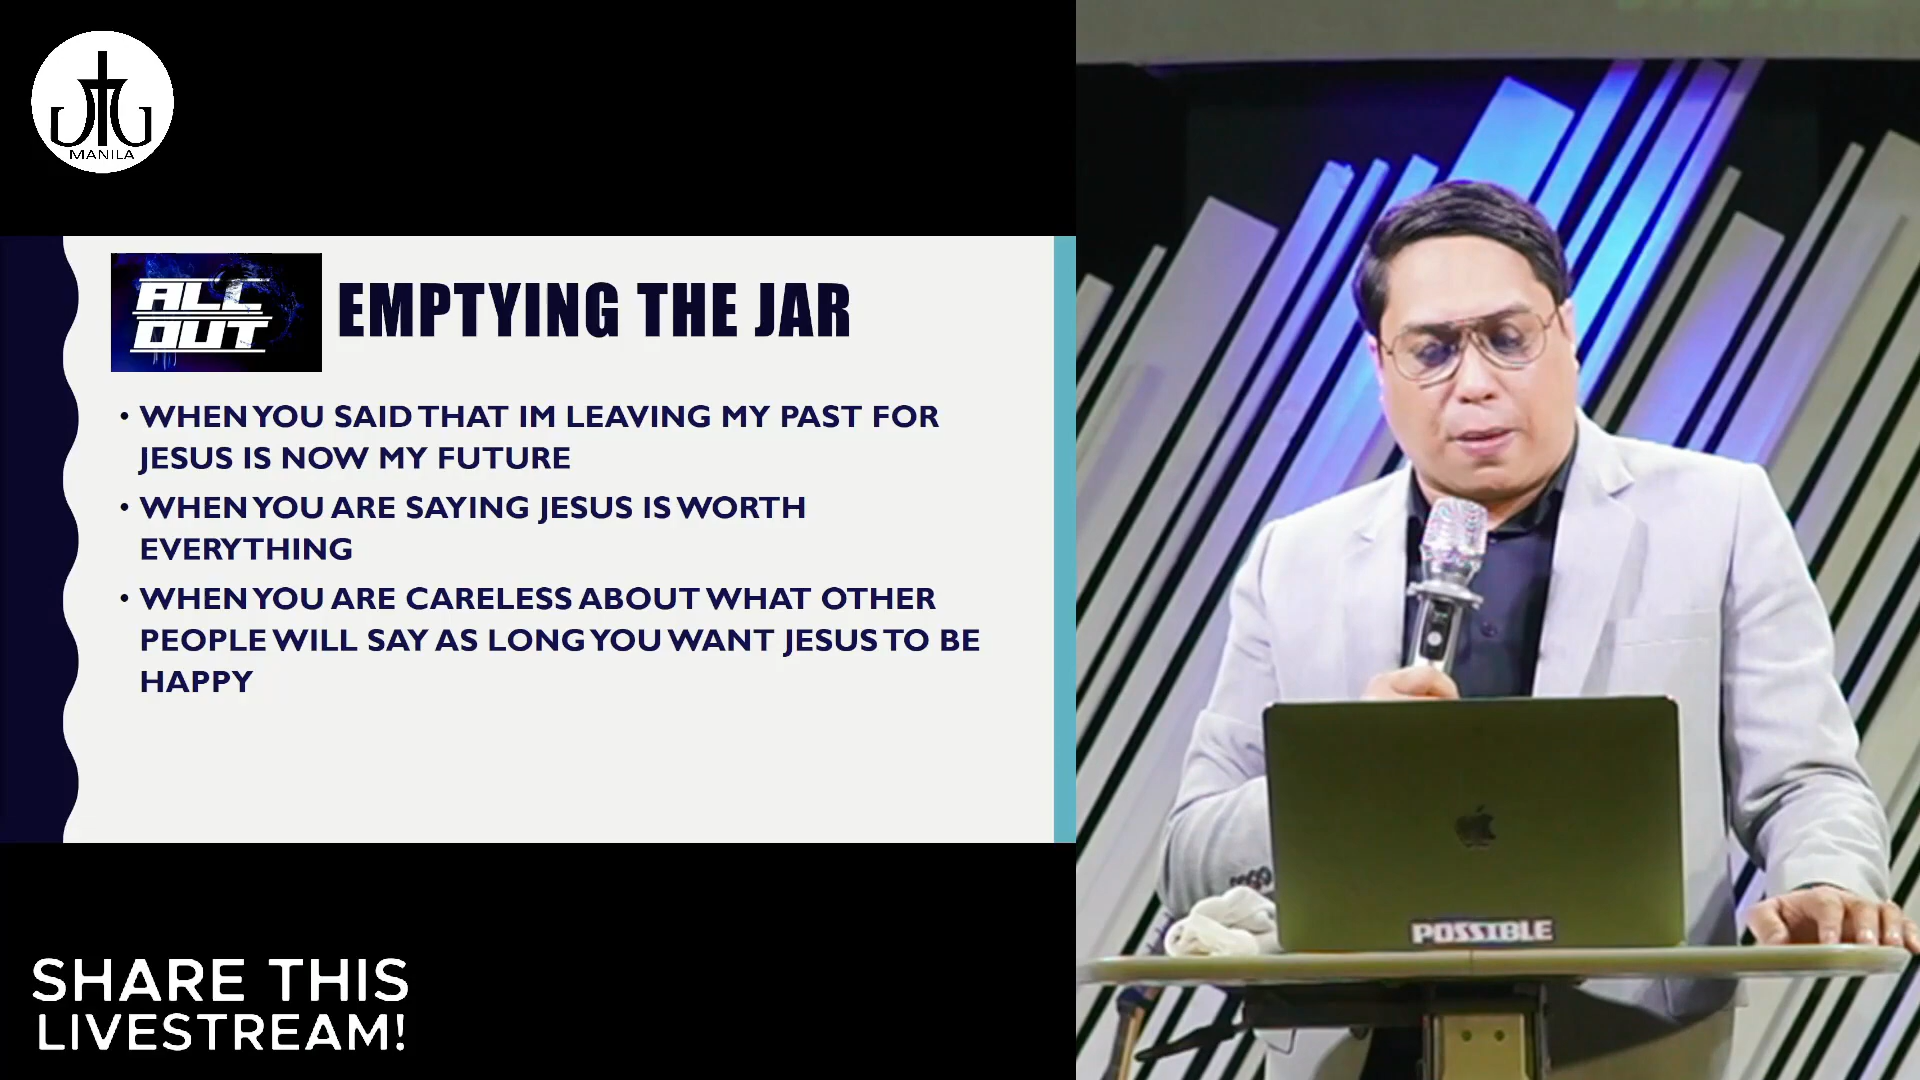 JTG
MANILA
ALL
OUT
EMPTYING THE JAR
• WHEN YOU SAID THAT IM LEAVING MY PAST FOR
JESUS IS NOW MY FUTURE
• WHEN YOU ARE SAYING JESUS IS WORTH
EVERYTHING
• WHEN YOU ARE CARELESS ABOUT WHAT OTHER
PEOPLE WILL SAY AS LONG YOU WANT JESUS TO BE
HAPPY
SHARE THIS
LIVESTREAM!
POSSIBLE